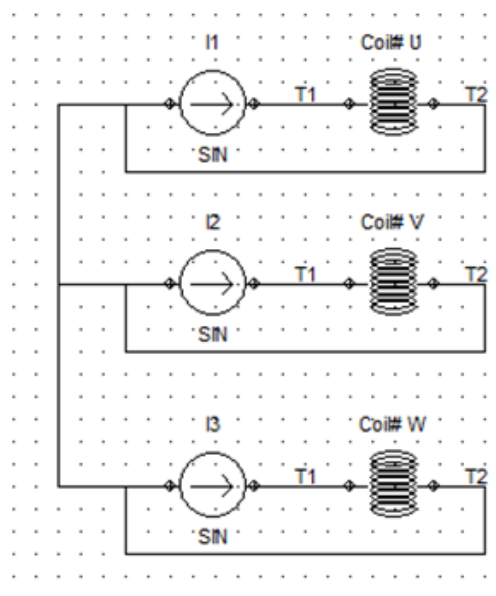 I1 Coil# U
T1 T2
SIN
I2 Coil# V
T1 T2
SIN
I3 Coil# W
T1 T2
SIN